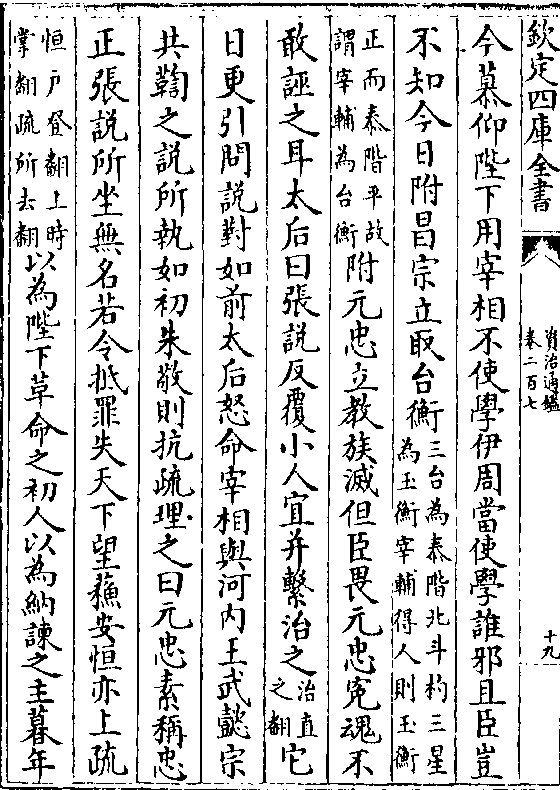 欽定四庫全書
資治通鑑
卷二百七
十九
今慕仰陛下用宰相不使學伊周當使學誰邪且臣豈
不知今日附昌宗立取台衡三台為泰階北斗杓三星
為玉衡宰輔得人則玉衡
正而泰階平故
謂宰輔為台衡附元忠立教族滅但臣畏元忠寃魂不
敢誣之耳太后曰張說反覆小人宜并繫治之治直
之翻它
日更引問說對如前太后怒命宰相與河内王武懿宗
共鞫之說所執如初朱敬則抗疏理之曰元忠素稱忠
正張說所坐無名若令抵罪失天下望蘓安恒亦上疏
恒户登翻上時
掌翻疏所去翻以為陛下革命之初人以為納諫之主暮年